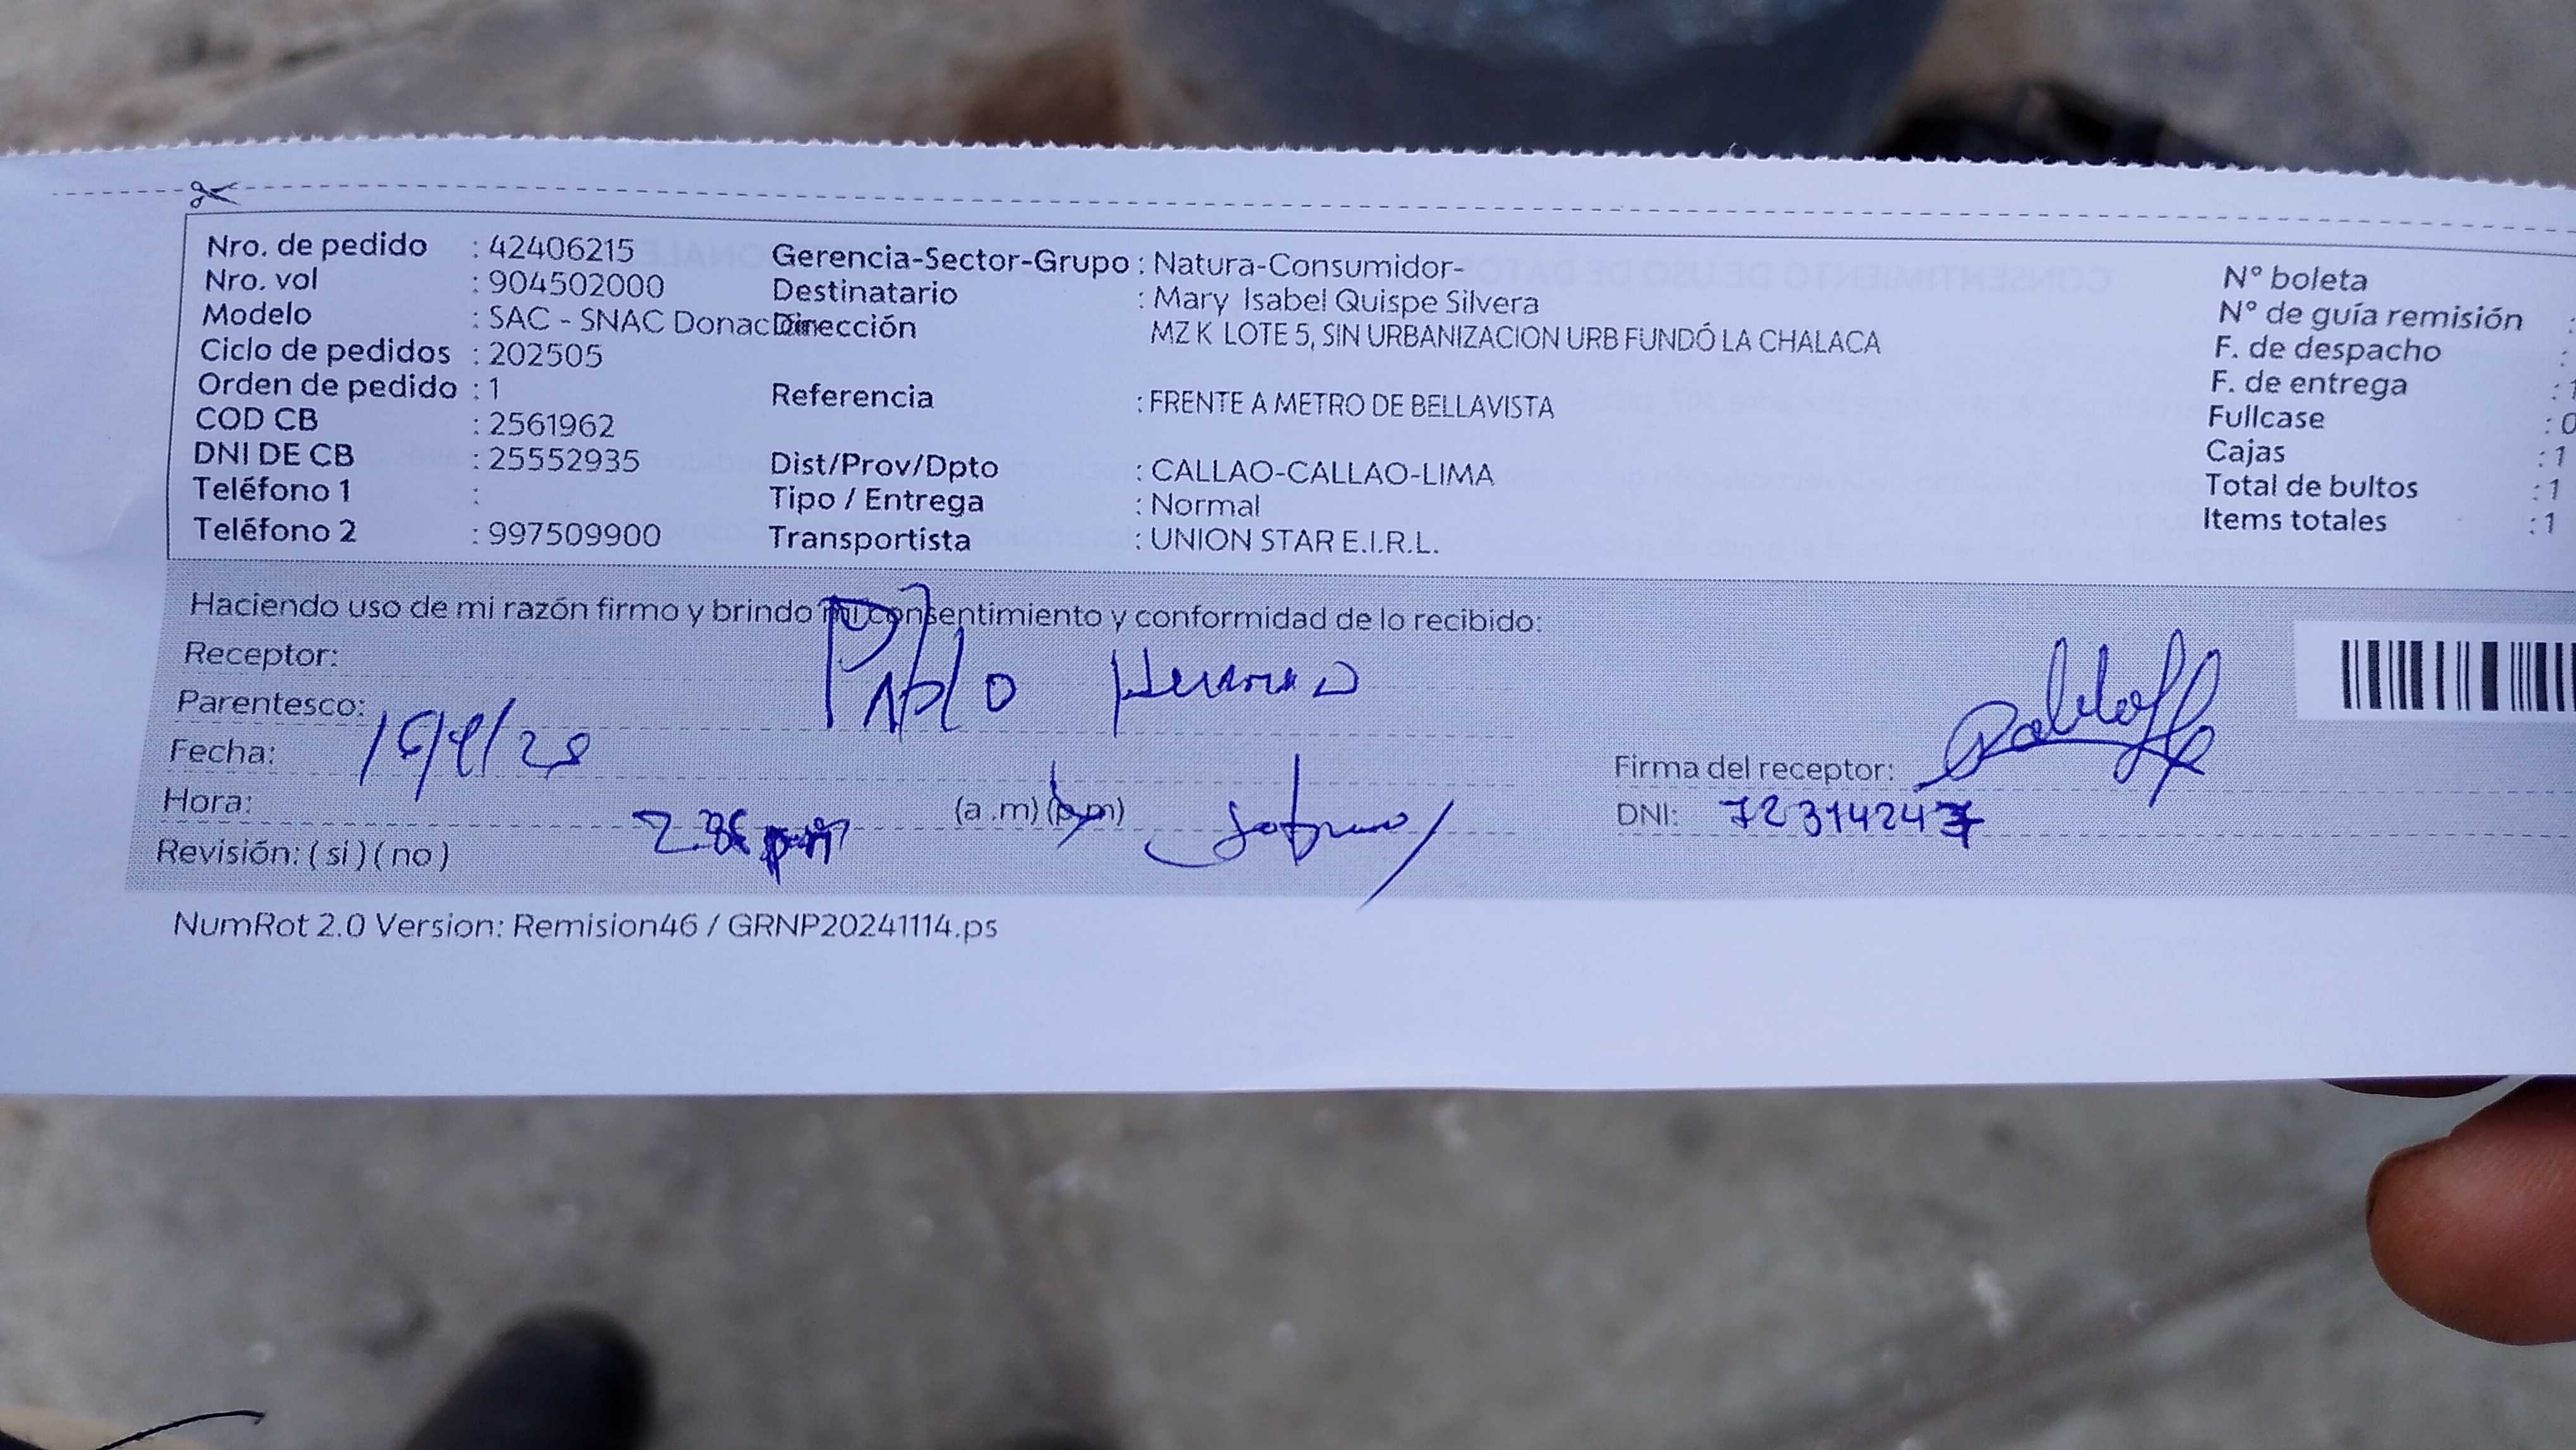 Nro. de pedido : 42406215
Nro. vol : 904502000
Modelo : SAC - SNAC Donac
Ciclo de pedidos : 202505
Orden de pedido : 1
COD CB : 2561962
DNI DE CB : 25552935
Teléfono 1 :
Teléfono 2 : 997509900
Gerencia-Sector-Grupo : Natura-Consumidor-
Destinatario : Mary Isabel Quispe Silvera
Dirección MZ K LOTE 5, SIN URBANIZACION URB FUNDÓ LA CHALACA
Referencia : FRENTE A METRO DE BELLAVISTA
Dist/Prov/Dpto : CALLAO-CALLAO-LIMA
Tipo / Entrega : Normal
Transportista : UNION STAR E.I.R.L.
Nº boleta
Nº de guía remisión :
F. de despacho :
F. de entrega : 1
Fullcase : 0
Cajas : 1
Total de bultos : 1
Items totales : 1
Haciendo uso de mi razón firmo y brindo mi consentimiento y conformidad de lo recibido:
Receptor: Pablo
Parentesco:
Fecha:
Hora: (a .m) (p.m)
Revisión: ( si ) ( no )
Firma del receptor:
DNI: 72314247
NumRot 2.0 Version: Remision46 / GRNP20241114.ps